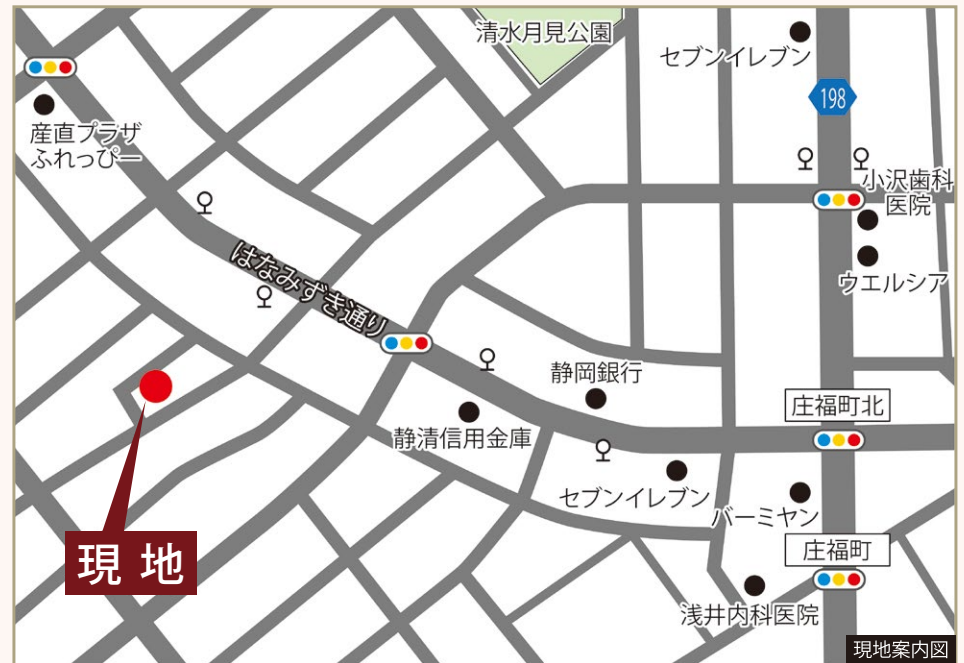 清水月見公園
セブンイレブン
198
産直プラザ
ふれっぴー
小沢歯科
医院
ウエルシア
はなみずき通り
静岡銀行
庄福町北
静清信用金庫
セブンイレブン
バーミヤン
現地
庄福町
浅井内科医院
現地案内図